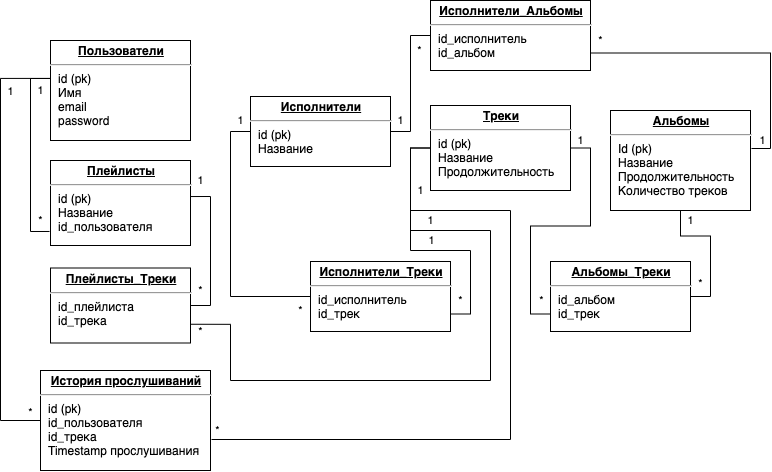 Исполнители_Альбомы
id_исполнитель
id_альбом
*
*
Пользователи
id (pk)
Имя
email
password
1
1
Исполнители
id (pk)
Название
1
1
Треки
id (pk)
Название
Продолжительность
1
1
1
1
Альбомы
Id (pk)
Название
Продолжительность
Количество треков
1
1
Плейлисты
id (pk)
Название
id_пользователя
1
*
Плейлисты_Треки
id_плейлиста
id_трека
*
*
Исполнители_Треки
id_исполнитель
id_трек
*
*
Альбомы_Треки
id_альбом
id_трек
*
*
История прослушиваний
id (pk)
id_пользователя
id_трека
Timestamp прослушивания
*
*